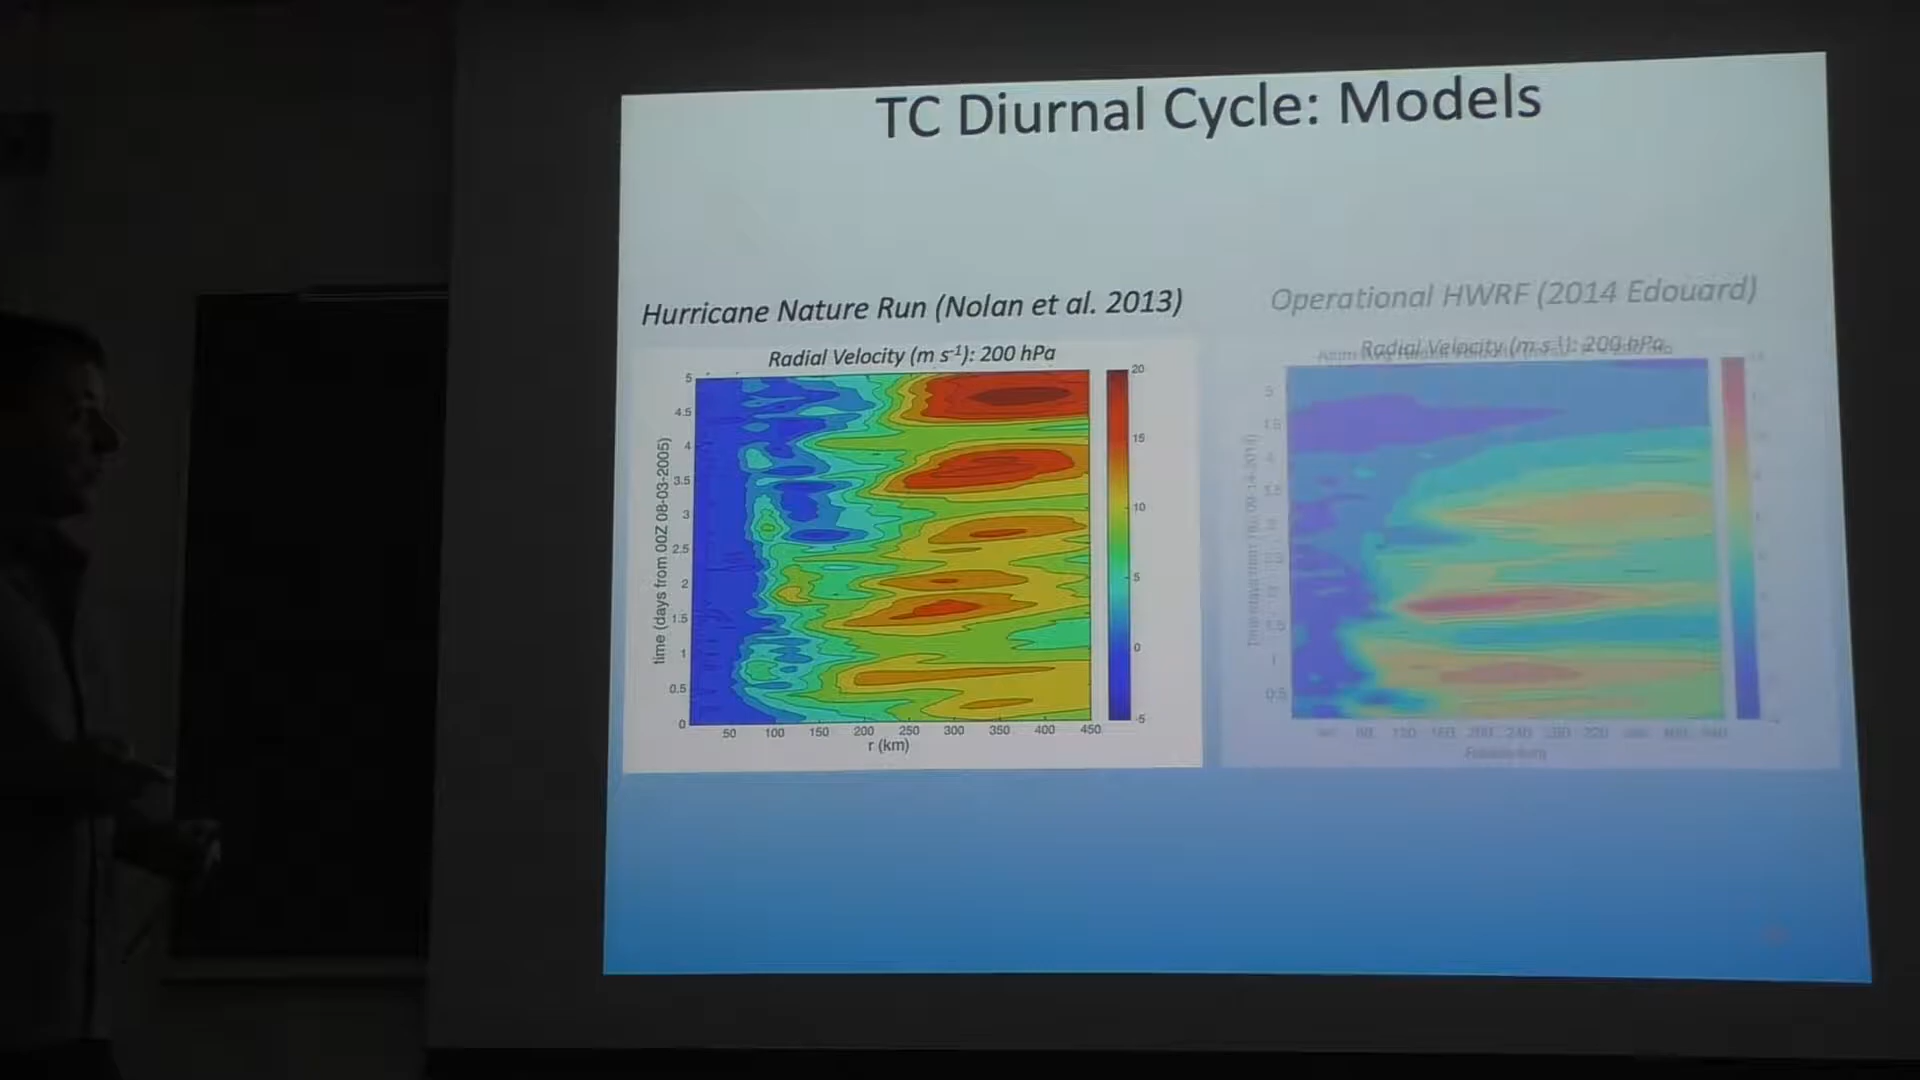 TC Diurnal Cycle: Models
Hurricane Nature Run (Nolan et al. 2013)
Radial Velocity (m s-1): 200 hPa
time (days from 00Z 08-03-2005)
5
4.5
4
3.5
3
2.5
2
1.5
1
0.5
0
50 100 150 200 250 300 350 400 450
r (km)
20
15
10
5
0
-5
Operational HWRF (2014 Edouard)
Radial Velocity (m s-1): 200 hPa